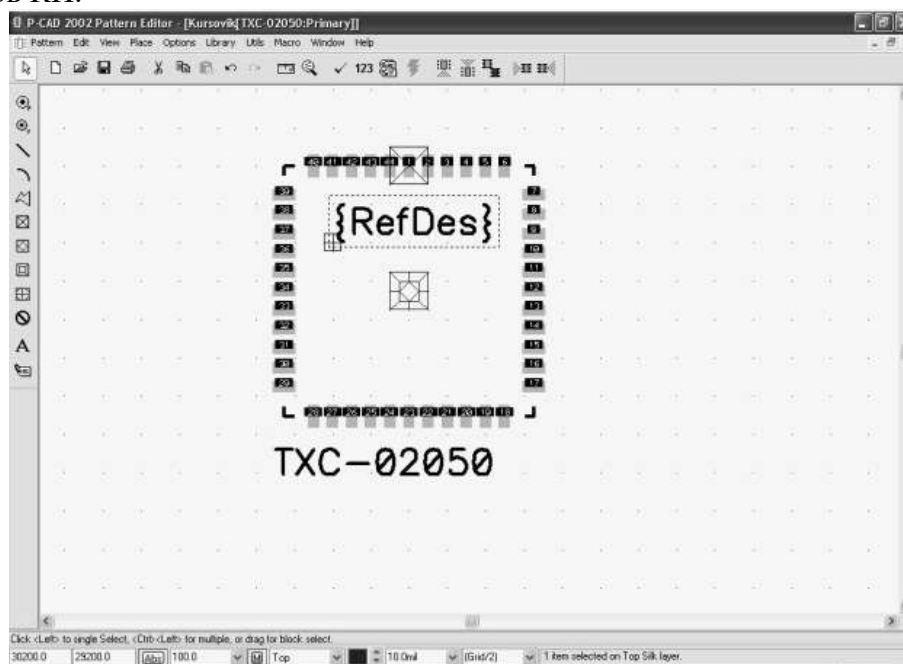 P-CAD 2002 Pattern Editor - [Kursovik[TXC-02050:Primary]]
Pattern Edit View Place Options Library Utils Macro Window Help
123
40 41 42 43 44 1 2 3 4 5 6
39 7
38 8
37 9
36 10
35 11
34 12
33 13
32 14
31 15
30 16
29 17
{RefDes}
28 27 26 25 24 23 22 21 20 19 18
TXC-02050
A
Click <Left> to single Select, <Ctrl><Left> for multiple, or drag for block select.
30200.0 29200.0 Abs 100.0 M Top 10.0mil (Grid/2) 1 item selected on Top Silk layer.